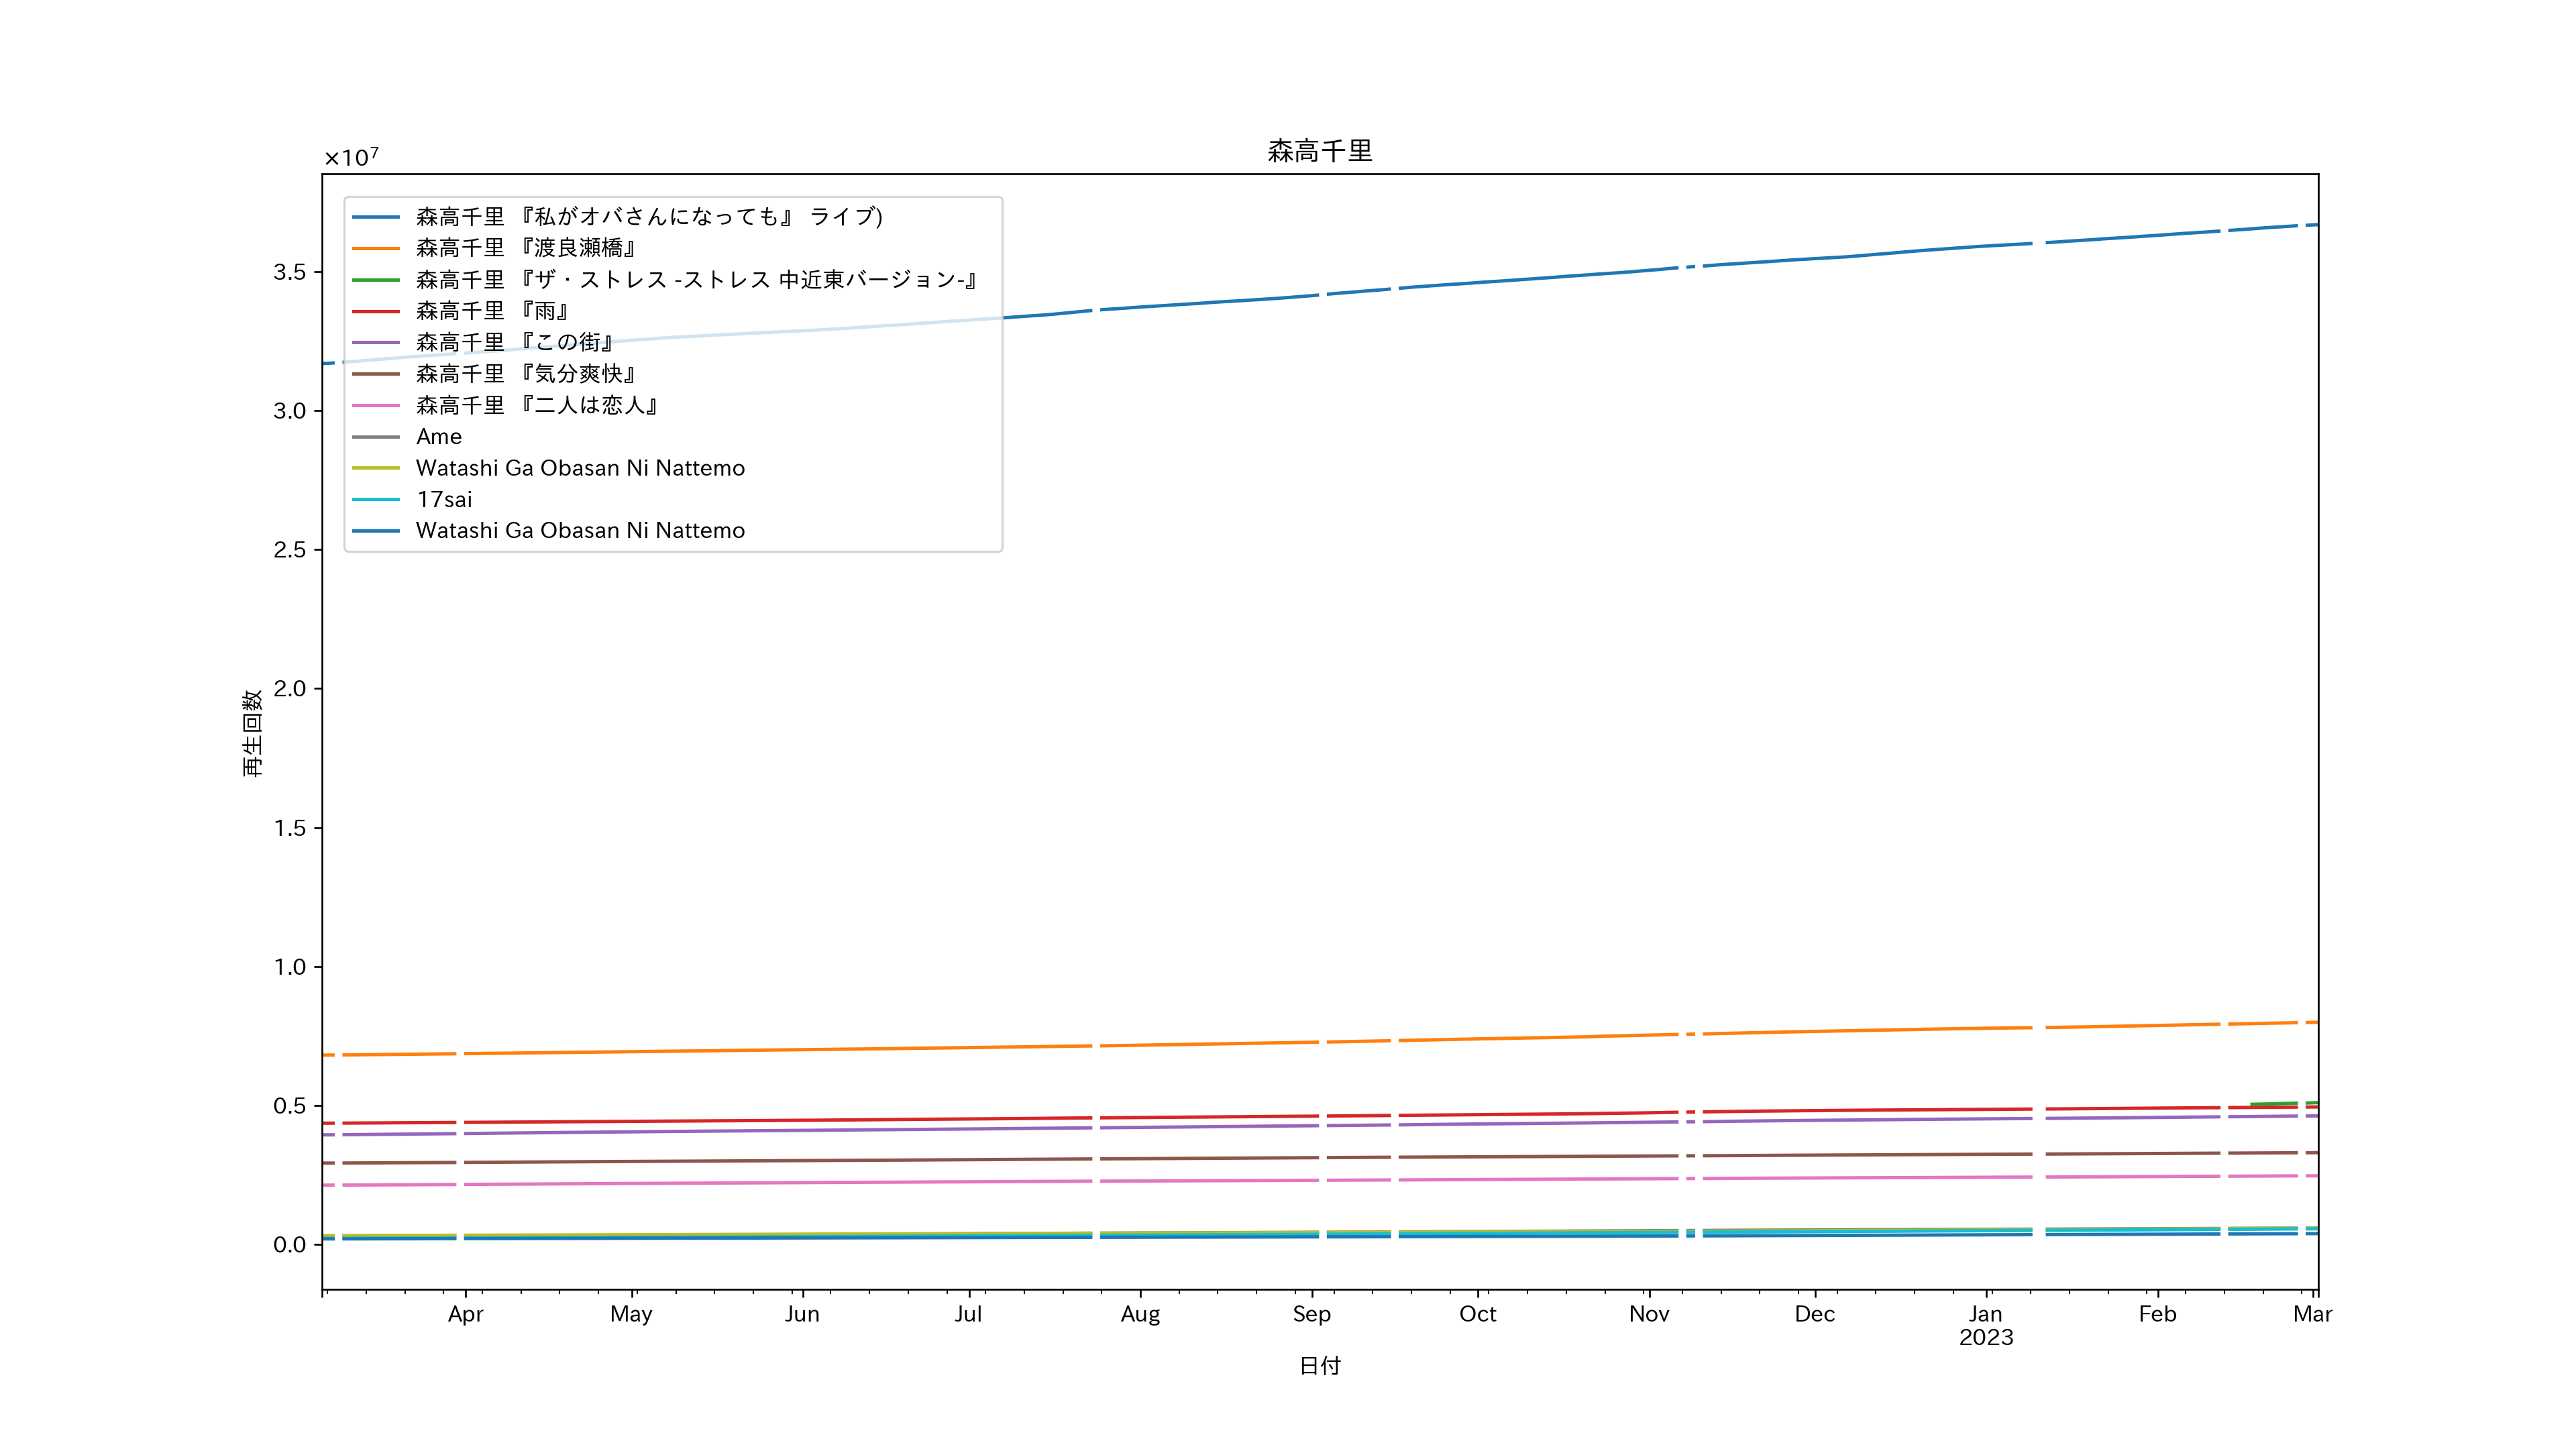 森高千里
×10⁷
森高千里 『私がオバさんになっても』 ライブ)
森高千里 『渡良瀬橋』
森高千里 『ザ・ストレス -ストレス 中近東バージョン-』
森高千里 『雨』
森高千里 『この街』
森高千里 『気分爽快』
森高千里 『二人は恋人』
Ame
Watashi Ga Obasan Ni Nattemo
17sai
Watashi Ga Obasan Ni Nattemo
3.5
3.0
2.5
2.0
1.5
1.0
0.5
0.0
再生回数
Apr May Jun Jul Aug Sep Oct Nov Dec Jan Feb Mar
2023
日付